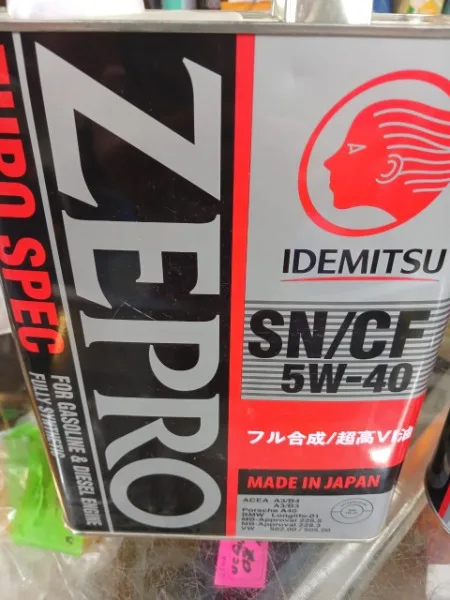 ZEPRO
EURO SPEC
FOR GASOLINE & DIESEL ENGINE
FULLY SYNTHETIC
IDEMITSU
SN/CF
5W-40
フル合成/超高VI油
MADE IN JAPAN
ACEA A3/B4
A3/B3
Porsche A40
BMW Longlife-01
MB-Approval 229.5
MB-Approval 229.3
VW 502.00 / 505.00